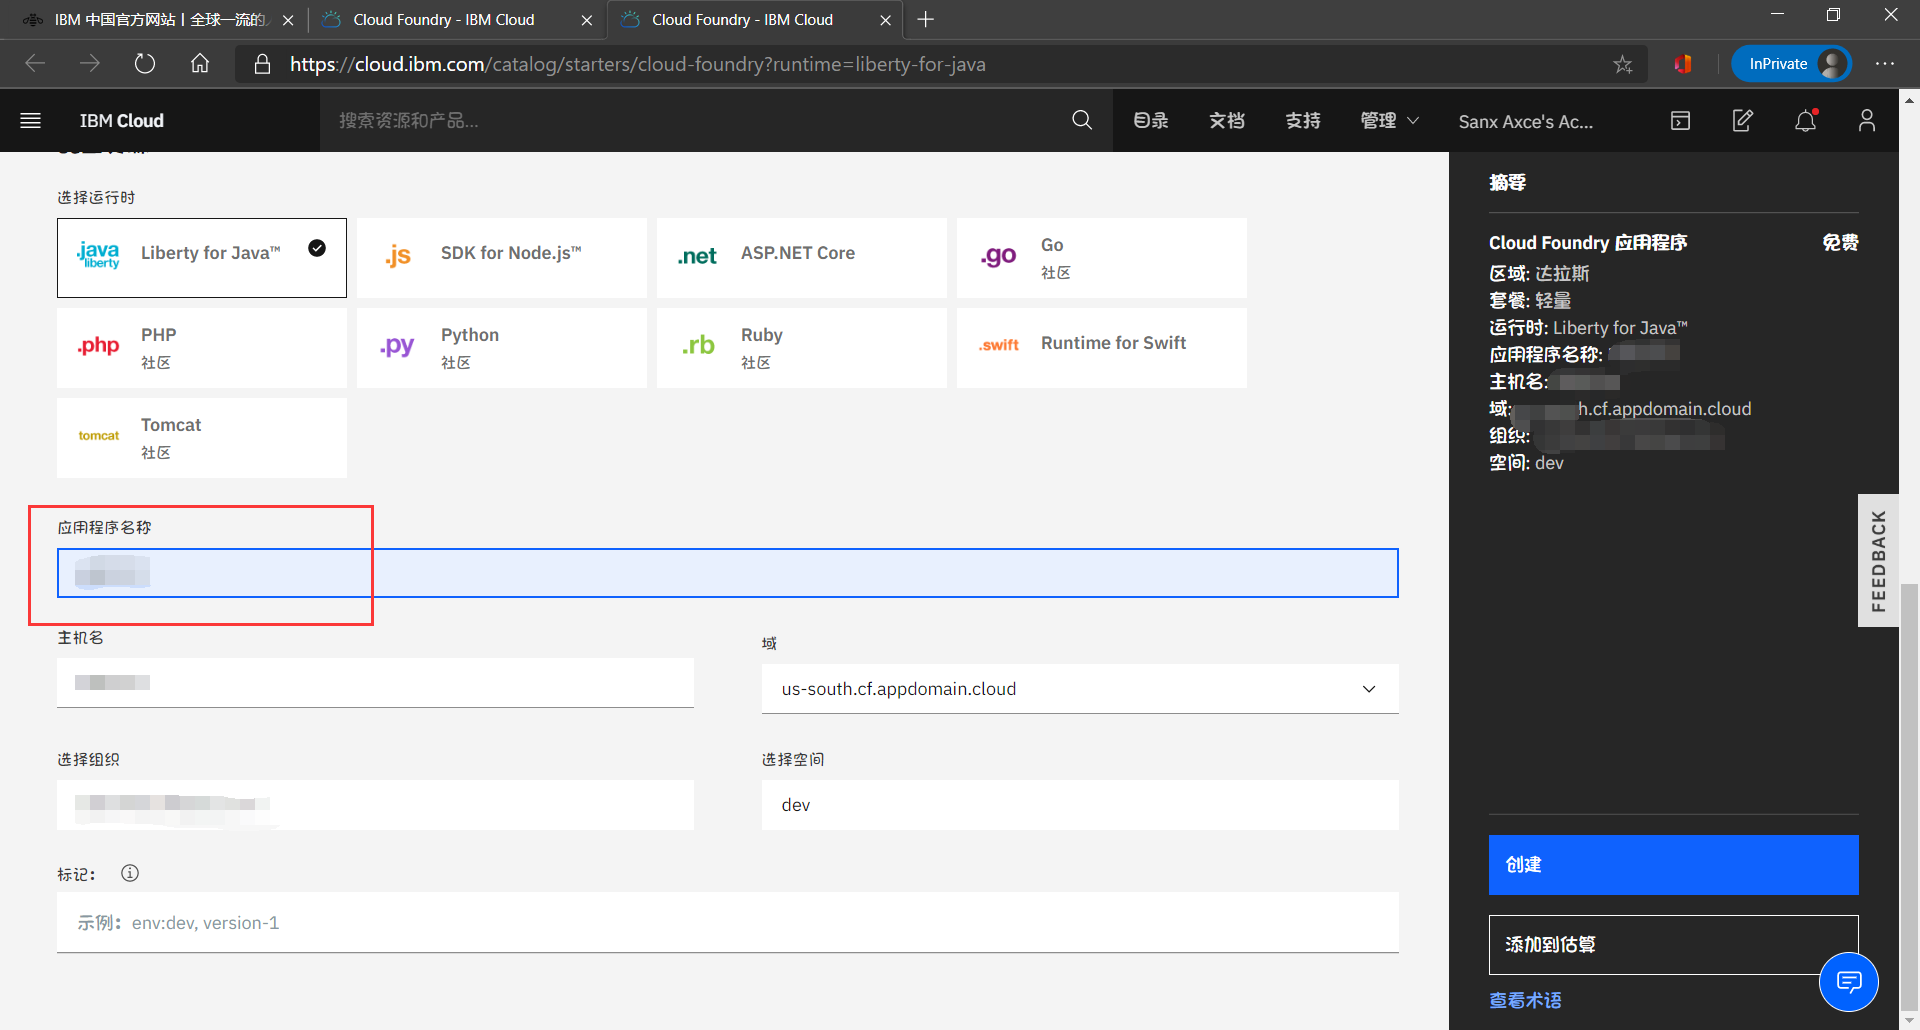 IBM 中国官方网站丨全球一流的
Cloud Foundry - IBM Cloud
Cloud Foundry - IBM Cloud
https://cloud.ibm.com/catalog/starters/cloud-foundry?runtime=liberty-for-java
InPrivate
IBM Cloud
搜索资源和产品...
目录
文档
支持
管理
Sanx Axce's Ac...
选择运行时
.java liberty
Liberty for Java™
.js
SDK for Node.js™
.net
ASP.NET Core
.go
Go
社区
.php
PHP
社区
.py
Python
社区
.rb
Ruby
社区
.swift
Runtime for Swift
tomcat
Tomcat
社区
应用程序名称
主机名
域
us-south.cf.appdomain.cloud
选择组织
选择空间
dev
标记：
示例：env:dev, version-1
摘要
Cloud Foundry 应用程序
免费
区域: 达拉斯
套餐: 轻量
运行时: Liberty for Java™
应用程序名称:
主机名:
域: h.cf.appdomain.cloud
组织:
空间: dev
FEEDBACK
创建
添加到估算
查看术语